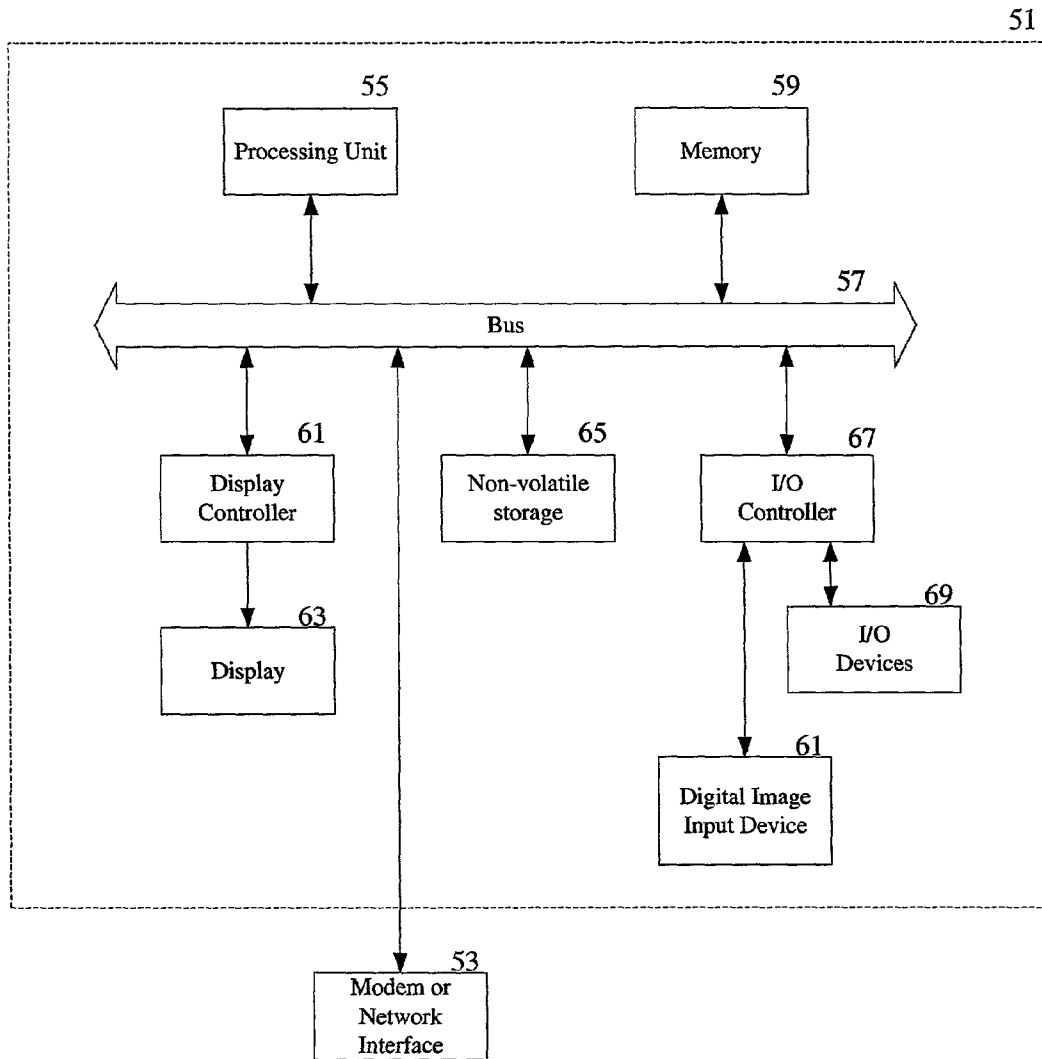 51
55
59
Processing Unit
Memory
57
Bus
61
65
67
Display
Controller
Non-volatile
storage
I/O
Controller
63
69
Display
I/O
Devices
61
Digital Image
Input Device
53
Modem or
Network
Interface